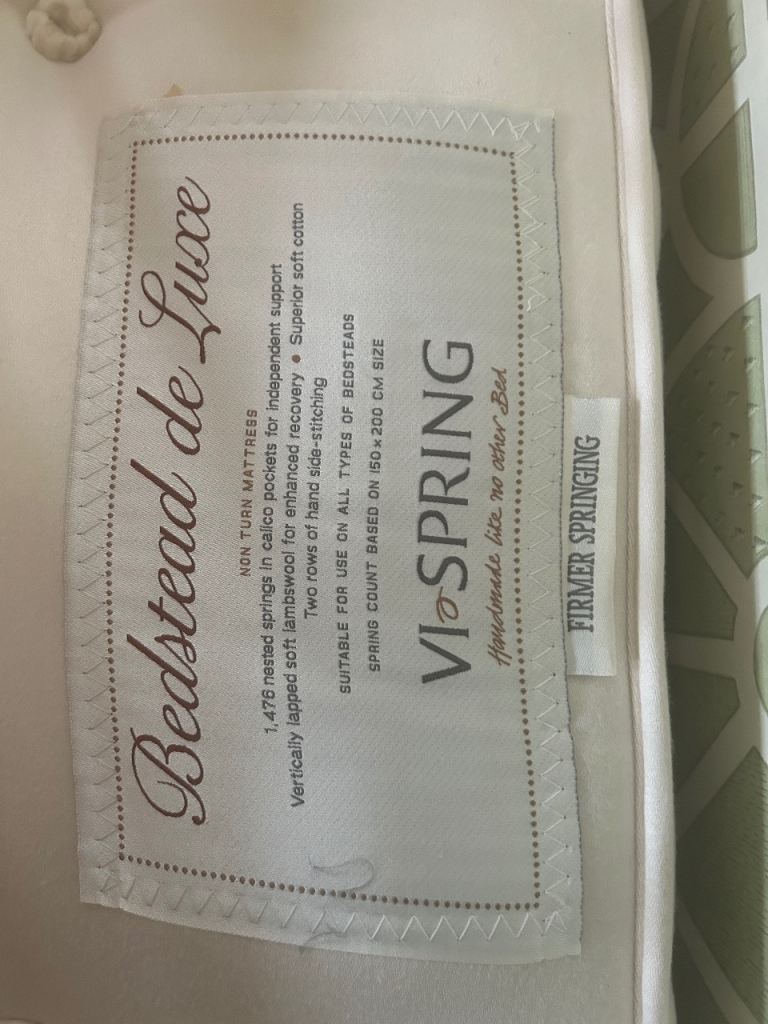 Bedstead de Luxe
NON TURN MATTRESS
1,476 nested springs in calico pockets for independent support
Vertically lapped soft lambswool for enhanced recovery • Superior soft cotton
Two rows of hand side-stitching
SUITABLE FOR USE ON ALL TYPES OF BEDSTEADS
SPRING COUNT BASED ON 150 x 200 CM SIZE
VI-SPRING
Handmade like no other Bed
FIRMER SPRINGING